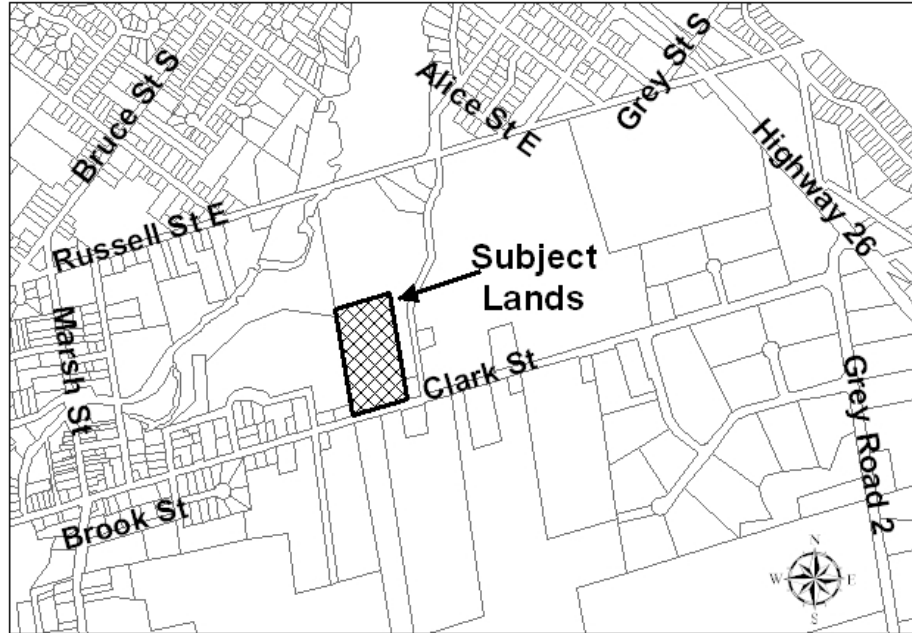 Bruce St S
Alice St E
Grey St S
Highway 26
Russell St E
Subject
Lands
Marsh St
Clark St
Grey Road 2
Brook St
N
W
E
S